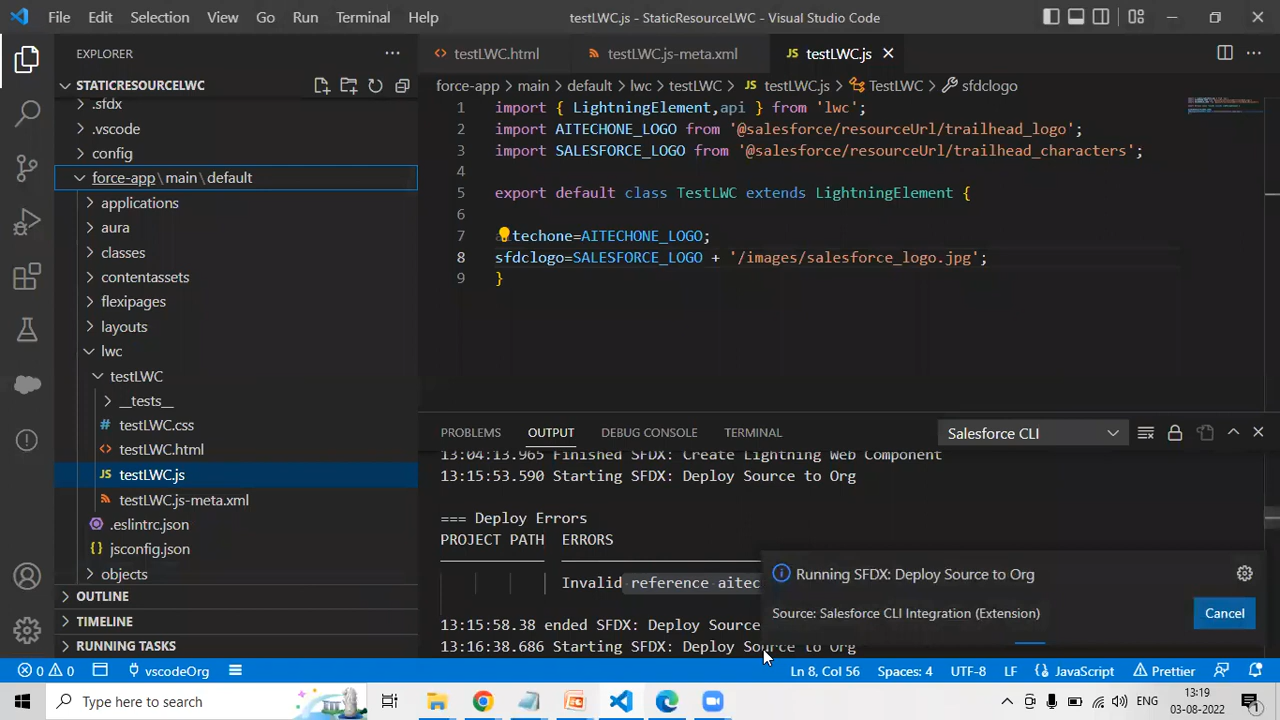 File Edit Selection View Go Run Terminal Help testLWC.js - StaticResourceLWC - Visual Studio Code
EXPLORER
testLWC.html testLWC.js-meta.xml JS testLWC.js
STATICRESOURCELWC
force-app > main > default > lwc > testLWC > JS testLWC.js > TestLWC > sfdclogo
.sfdx
.vscode
config
force-app\main\default
applications
aura
classes
contentassets
flexipages
layouts
lwc
testLWC
__tests__
# testLWC.css
testLWC.html
JS testLWC.js
testLWC.js-meta.xml
.eslintrc.json
{} jsconfig.json
objects
OUTLINE
TIMELINE
RUNNING TASKS
1 import { LightningElement,api } from 'lwc';
2 import AITECHONE_LOGO from '@salesforce/resourceUrl/trailhead_logo';
3 import SALESFORCE_LOGO from '@salesforce/resourceUrl/trailhead_characters';
4
5 export default class TestLWC extends LightningElement {
6
7 techone=AITECHONE_LOGO;
8 sfdclogo=SALESFORCE_LOGO + '/images/salesforce_logo.jpg';
9 }
PROBLEMS OUTPUT DEBUG CONSOLE TERMINAL Salesforce CLI
13:04:13.965 Finished SFDX: Create Lightning Web Component
13:15:53.590 Starting SFDX: Deploy Source to Org
=== Deploy Errors
PROJECT PATH ERRORS
Invalid reference aitec
13:15:58.38 ended SFDX: Deploy Source
13:16:38.686 Starting SFDX: Deploy Source to Org
Running SFDX: Deploy Source to Org
Source: Salesforce CLI Integration (Extension) Cancel
0 0 vscodeOrg Ln 8, Col 56 Spaces: 4 UTF-8 LF {} JavaScript Prettier
Type here to search
13:19
03-08-2022
1